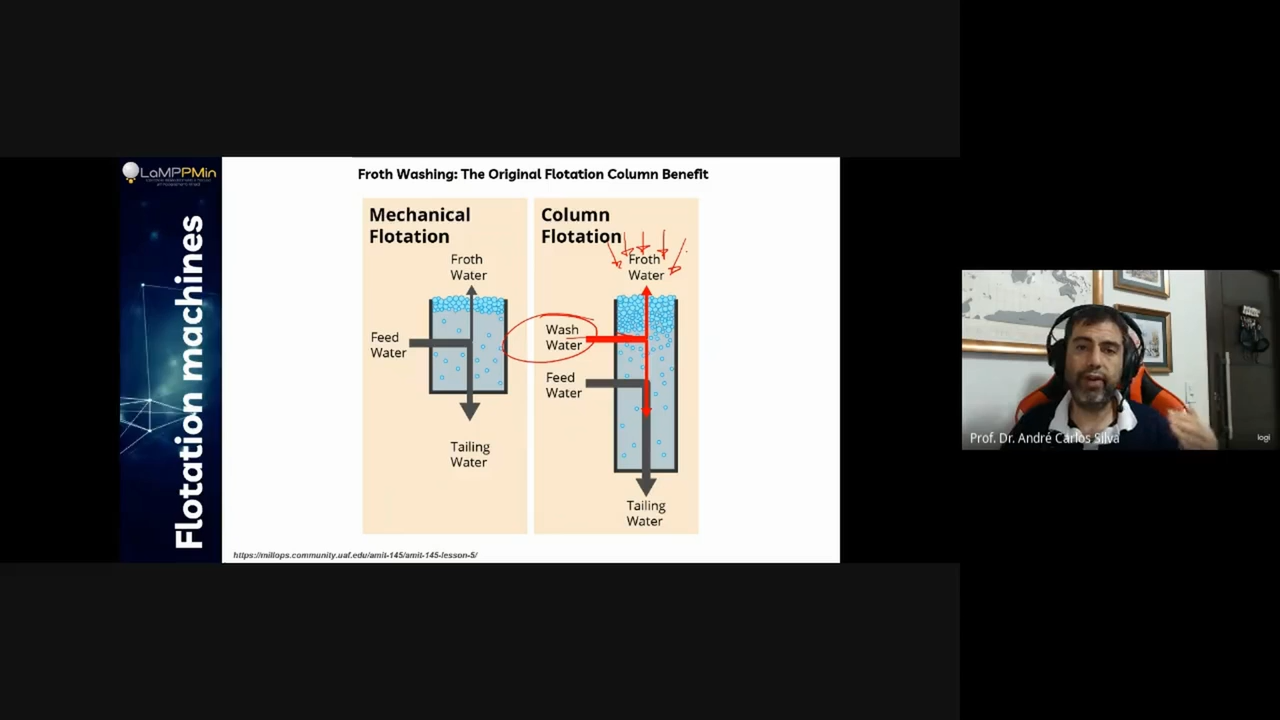 LaMPPMin
Flotation machines
Froth Washing: The Original Flotation Column Benefit
Mechanical
Flotation
Froth
Water
Feed
Water
Tailing
Water
Column
Flotation
Froth
Water
Wash
Water
Feed
Water
Tailing
Water
https://millops.community.uaf.edu/amit-145/amit-145-lesson-5/
Prof. Dr. André Carlos Silva
logi